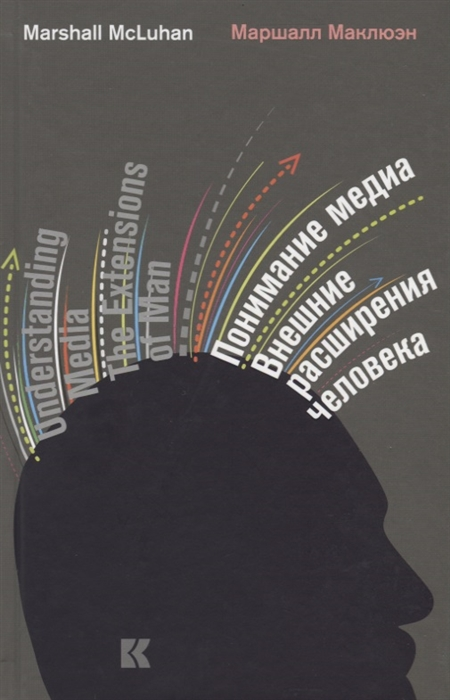 Marshall McLuhan
Маршалл Маклюэн
Understanding
Media
The Extensions
of Man
Понимание медиа
Внешние
расширения
человека
К